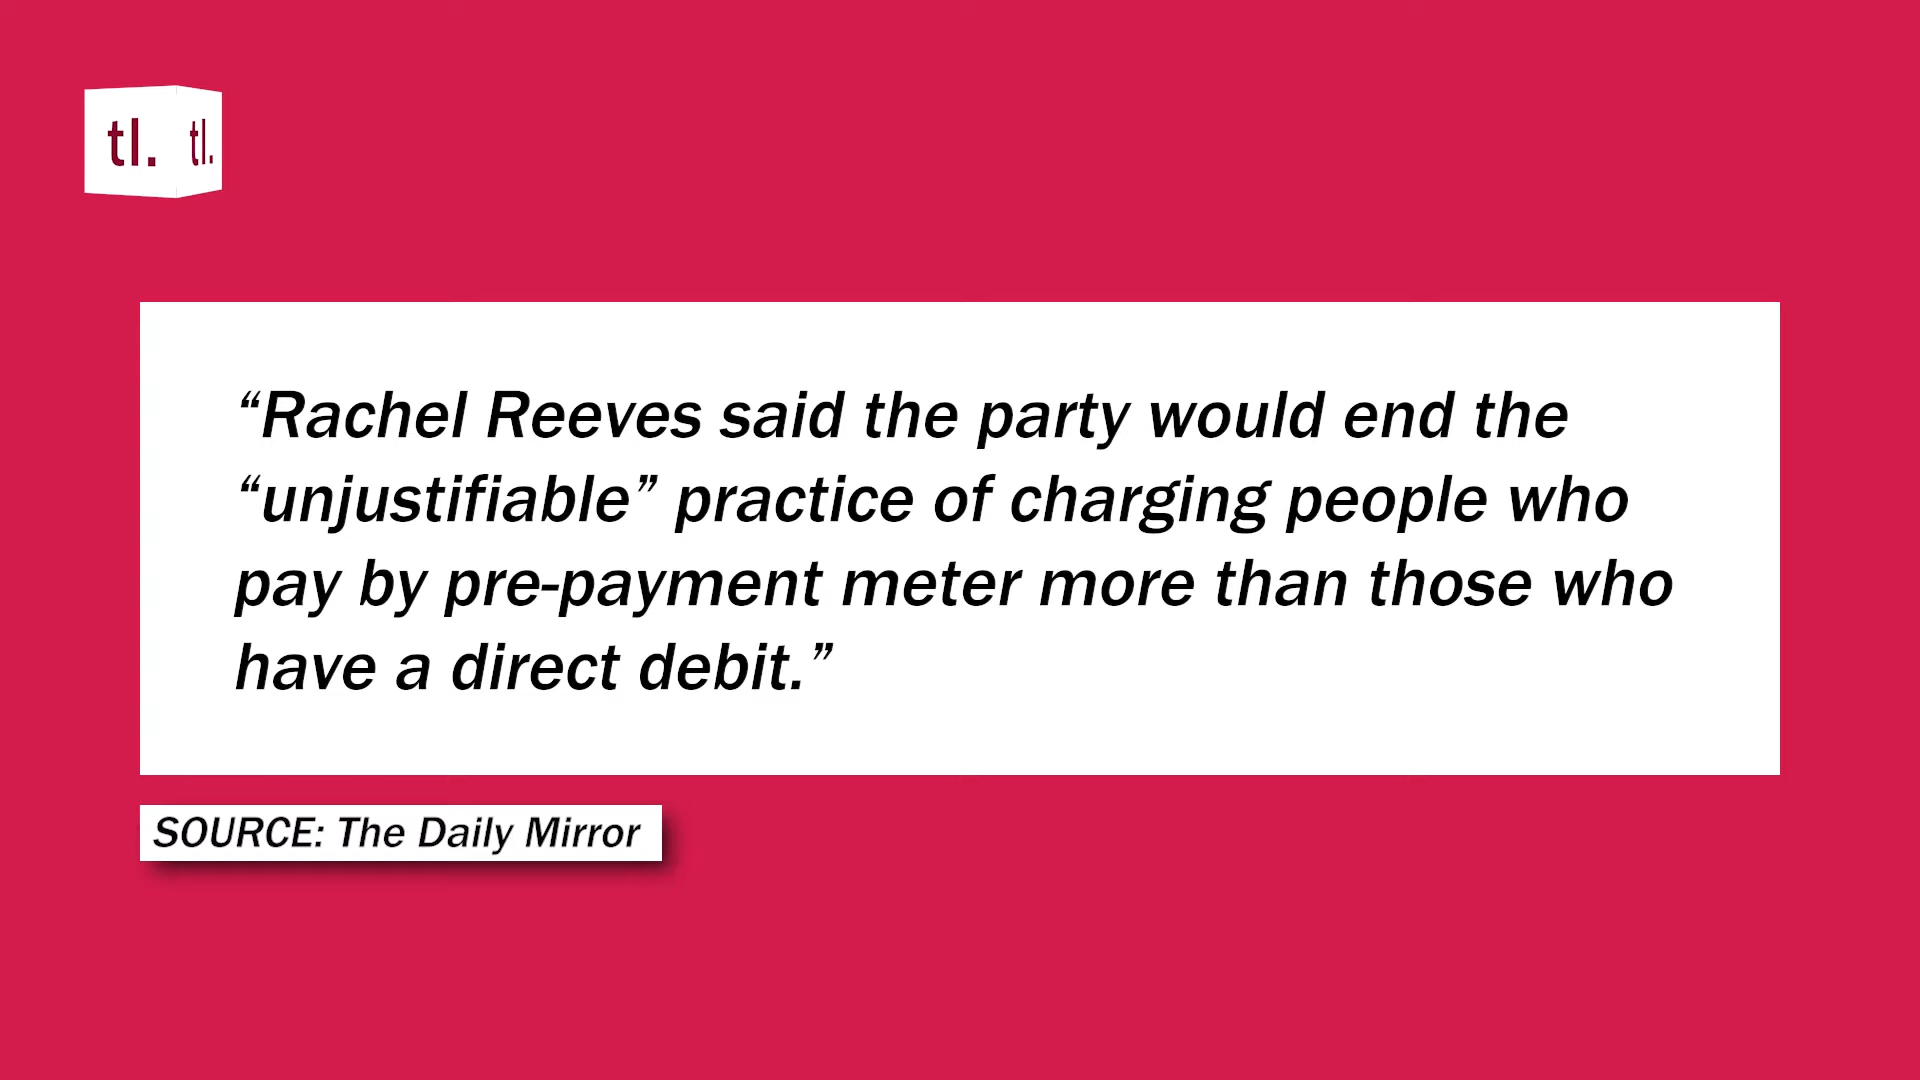 tl. tl.
“Rachel Reeves said the party would end the
“unjustifiable” practice of charging people who
pay by pre-payment meter more than those who
have a direct debit.”
SOURCE: The Daily Mirror